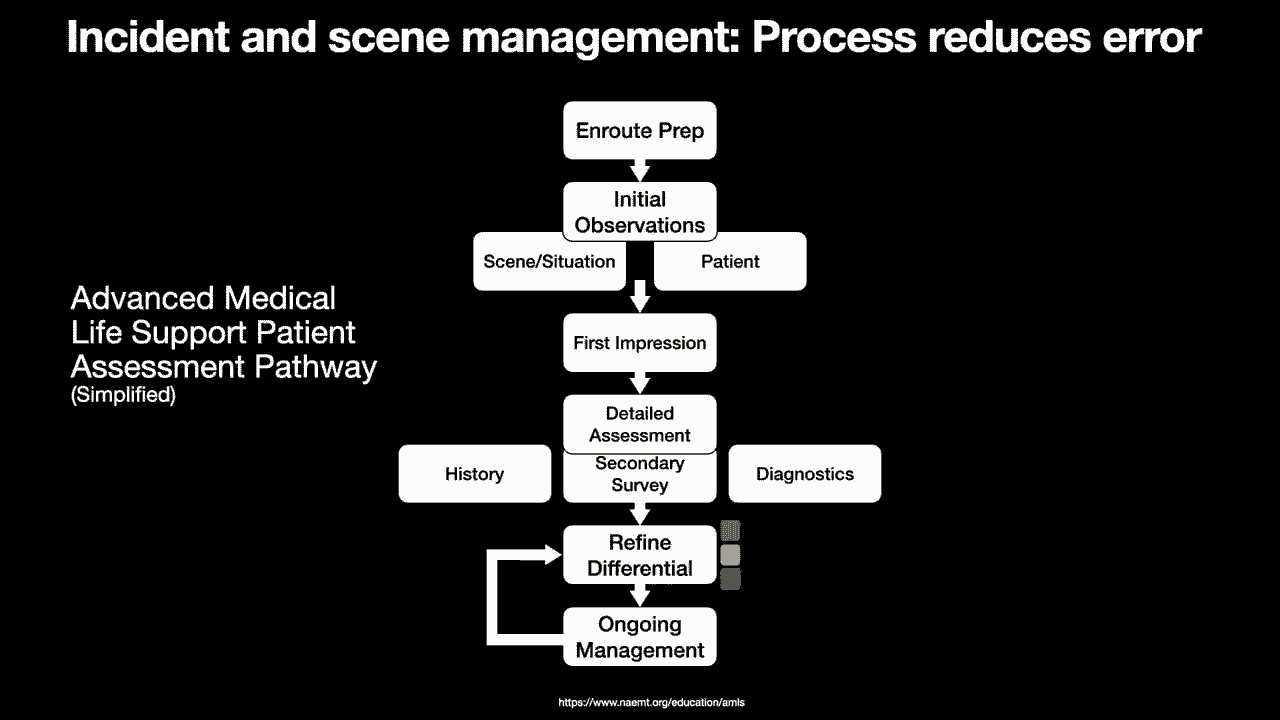 Incident and scene management: Process reduces error
Enroute Prep
Initial
Observations
Scene/Situation
Patient
Advanced Medical
Life Support Patient
Assessment Pathway
(Simplified)
First Impression
Detailed
Assessment
History
Secondary
Survey
Diagnostics
Refine
Differential
Ongoing
Management
https://www.naemt.org/education/amls